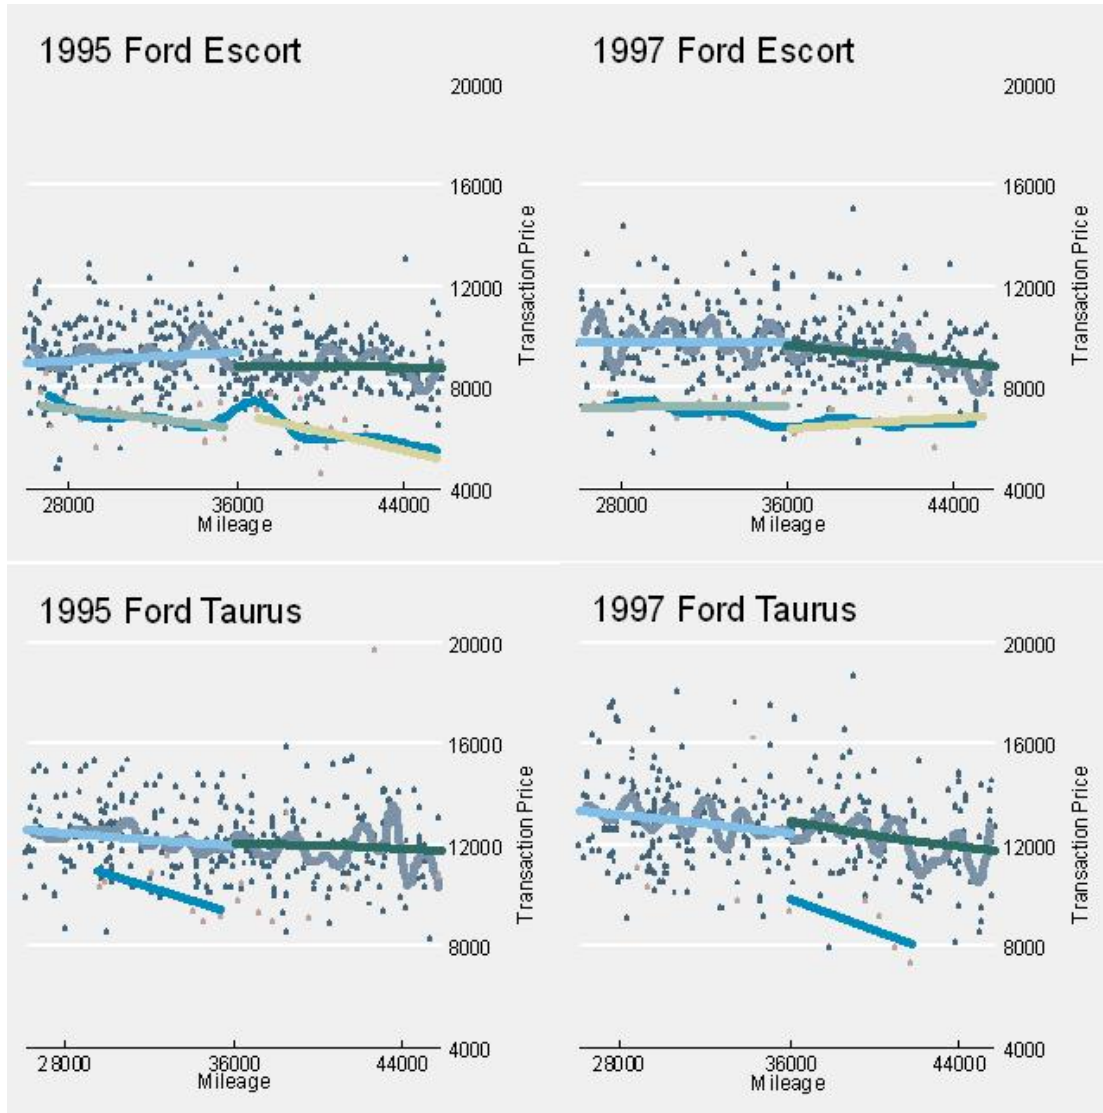 1995 Ford Escort
20000
16000
12000
8000
4000
Transaction Price
28000 36000 44000
Mileage
1997 Ford Escort
20000
16000
12000
8000
4000
Transaction Price
28000 36000 44000
Mileage
1995 Ford Taurus
20000
16000
12000
8000
4000
Transaction Price
28000 36000 44000
Mileage
1997 Ford Taurus
20000
16000
12000
8000
4000
Transaction Price
28000 36000 44000
Mileage